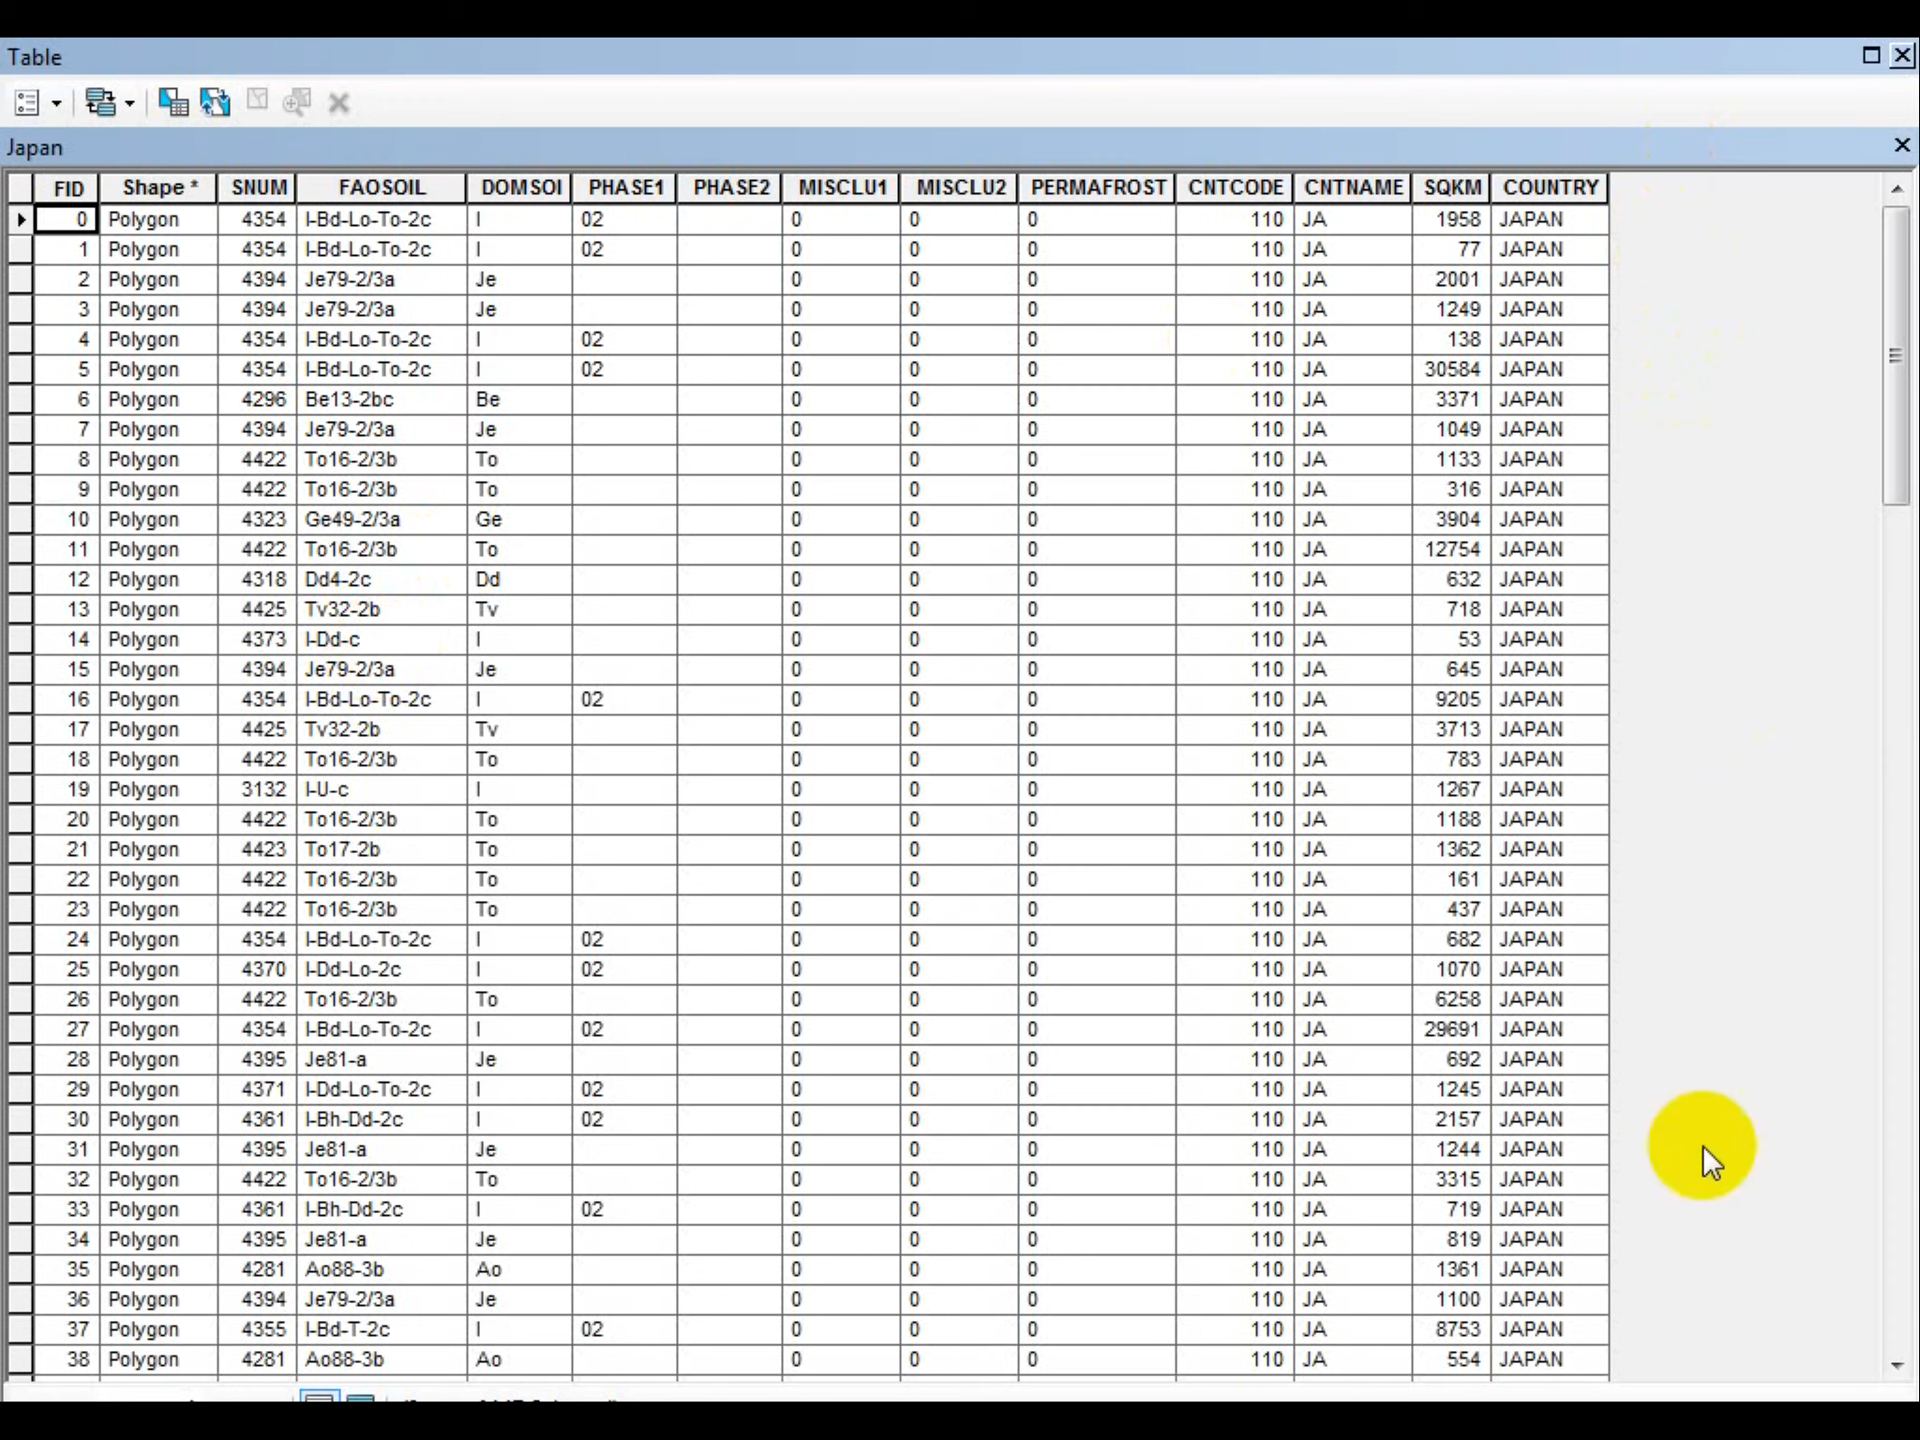 Table
Japan
FID Shape * SNUM FAOSOIL DOMSOI PHASE1 PHASE2 MISCLU1 MISCLU2 PERMAFROST CNTCODE CNTNAME SQKM COUNTRY
0 Polygon 4354 I-Bd-Lo-To-2c I 02 0 0 0 110 JA 1958 JAPAN
1 Polygon 4354 I-Bd-Lo-To-2c I 02 0 0 0 110 JA 77 JAPAN
2 Polygon 4394 Je79-2/3a Je 0 0 0 110 JA 2001 JAPAN
3 Polygon 4394 Je79-2/3a Je 0 0 0 110 JA 1249 JAPAN
4 Polygon 4354 I-Bd-Lo-To-2c I 02 0 0 0 110 JA 138 JAPAN
5 Polygon 4354 I-Bd-Lo-To-2c I 02 0 0 0 110 JA 30584 JAPAN
6 Polygon 4296 Be13-2bc Be 0 0 0 110 JA 3371 JAPAN
7 Polygon 4394 Je79-2/3a Je 0 0 0 110 JA 1049 JAPAN
8 Polygon 4422 To16-2/3b To 0 0 0 110 JA 1133 JAPAN
9 Polygon 4422 To16-2/3b To 0 0 0 110 JA 316 JAPAN
10 Polygon 4323 Ge49-2/3a Ge 0 0 0 110 JA 3904 JAPAN
11 Polygon 4422 To16-2/3b To 0 0 0 110 JA 12754 JAPAN
12 Polygon 4318 Dd4-2c Dd 0 0 0 110 JA 632 JAPAN
13 Polygon 4425 Tv32-2b Tv 0 0 0 110 JA 718 JAPAN
14 Polygon 4373 I-Dd-c I 0 0 0 110 JA 53 JAPAN
15 Polygon 4394 Je79-2/3a Je 0 0 0 110 JA 645 JAPAN
16 Polygon 4354 I-Bd-Lo-To-2c I 02 0 0 0 110 JA 9205 JAPAN
17 Polygon 4425 Tv32-2b Tv 0 0 0 110 JA 3713 JAPAN
18 Polygon 4422 To16-2/3b To 0 0 0 110 JA 783 JAPAN
19 Polygon 3132 I-U-c I 0 0 0 110 JA 1267 JAPAN
20 Polygon 4422 To16-2/3b To 0 0 0 110 JA 1188 JAPAN
21 Polygon 4423 To17-2b To 0 0 0 110 JA 1362 JAPAN
22 Polygon 4422 To16-2/3b To 0 0 0 110 JA 161 JAPAN
23 Polygon 4422 To16-2/3b To 0 0 0 110 JA 437 JAPAN
24 Polygon 4354 I-Bd-Lo-To-2c I 02 0 0 0 110 JA 682 JAPAN
25 Polygon 4370 I-Dd-Lo-2c I 02 0 0 0 110 JA 1070 JAPAN
26 Polygon 4422 To16-2/3b To 0 0 0 110 JA 6258 JAPAN
27 Polygon 4354 I-Bd-Lo-To-2c I 02 0 0 0 110 JA 29691 JAPAN
28 Polygon 4395 Je81-a Je 0 0 0 110 JA 692 JAPAN
29 Polygon 4371 I-Dd-Lo-To-2c I 02 0 0 0 110 JA 1245 JAPAN
30 Polygon 4361 I-Bh-Dd-2c I 02 0 0 0 110 JA 2157 JAPAN
31 Polygon 4395 Je81-a Je 0 0 0 110 JA 1244 JAPAN
32 Polygon 4422 To16-2/3b To 0 0 0 110 JA 3315 JAPAN
33 Polygon 4361 I-Bh-Dd-2c I 02 0 0 0 110 JA 719 JAPAN
34 Polygon 4395 Je81-a Je 0 0 0 110 JA 819 JAPAN
35 Polygon 4281 Ao88-3b Ao 0 0 0 110 JA 1361 JAPAN
36 Polygon 4394 Je79-2/3a Je 0 0 0 110 JA 1100 JAPAN
37 Polygon 4355 I-Bd-T-2c I 02 0 0 0 110 JA 8753 JAPAN
38 Polygon 4281 Ao88-3b Ao 0 0 0 110 JA 554 JAPAN